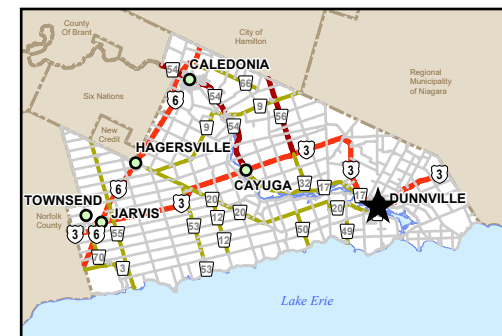 County
Of Brant
City of
Hamilton
CALEDONIA
54
66
Regional
Municipality
of Niagara
Six Nations
6
54
9
56
9
54
New
Credit
HAGERSVILLE
3
3
3
CAYUGA
6
32
17
17
DUNNVILLE
TOWNSEND
3
20
20
Norfolk
County
JARVIS
12
20
3
6
55
53
12
50
49
70
3
53
Lake Erie